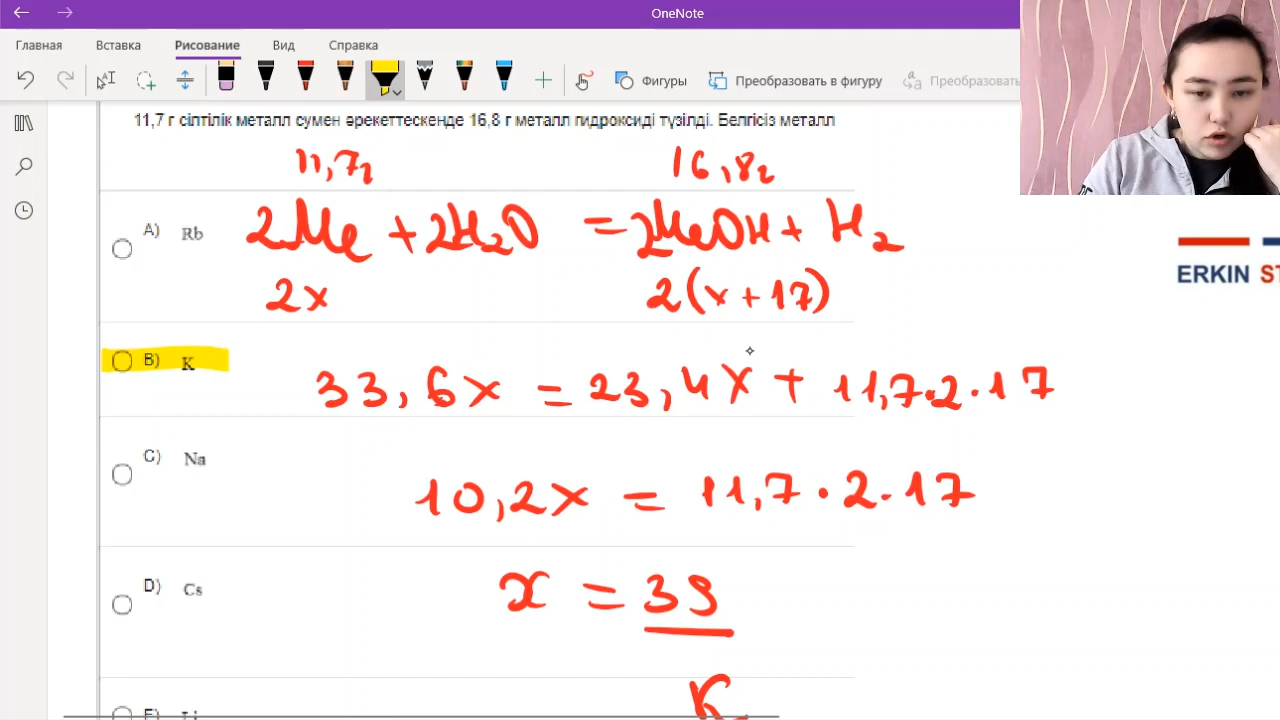 OneNote
Главная Вставка Рисование Вид Справка
Фигуры Преобразовать в фигуру Преобразовать
11,7 г сілтілік металл сумен әрекеттескенде 16,8 г металл гидроксиді түзілді. Белгісіз металл
11,7г 16,8г
A) Rb
2Me + 2H₂O = 2MeOH + H₂
2x 2(x + 17)
ERKIN ST
B) K
33,6x = 23,4x + 11,7·2·17
C) Na
10,2x = 11,7·2·17
D) Cs
x = 39
K